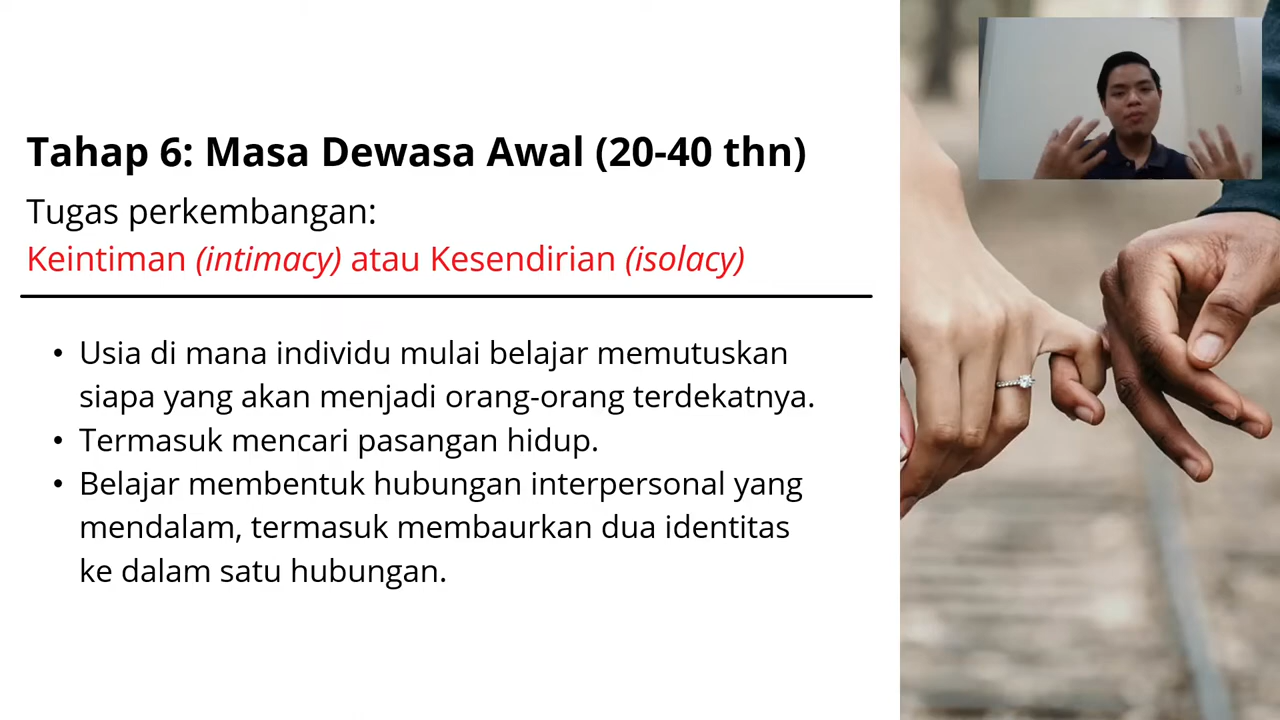 Tahap 6: Masa Dewasa Awal (20-40 thn)
Tugas perkembangan:
Keintiman (intimacy) atau Kesendirian (isolacy)
• Usia di mana individu mulai belajar memutuskan
siapa yang akan menjadi orang-orang terdekatnya.
• Termasuk mencari pasangan hidup.
• Belajar membentuk hubungan interpersonal yang
mendalam, termasuk membaurkan dua identitas
ke dalam satu hubungan.